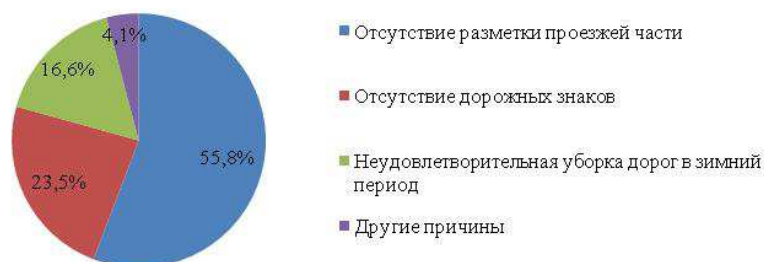 4,1%
16,6%
55,8%
23,5%
Отсутствие разметки проезжей части
Отсутствие дорожных знаков
Неудовлетворительная уборка дорог в зимний
период
Другие причины